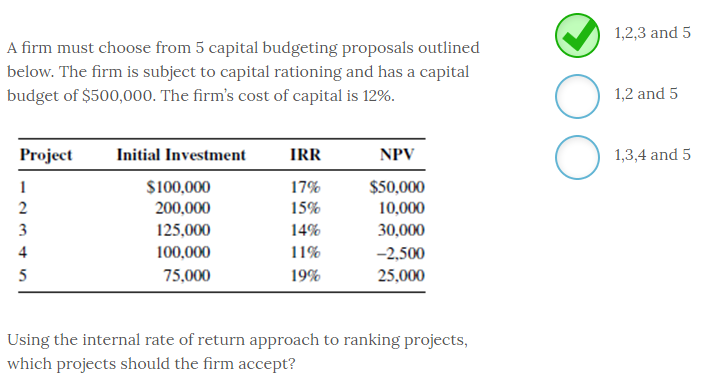 A firm must choose from 5 capital budgeting proposals outlined
below. The firm is subject to capital rationing and has a capital
budget of $500,000. The firm's cost of capital is 12%.
Project Initial Investment IRR NPV
1 $100,000 17% $50,000
2 200,000 15% 10,000
3 125,000 14% 30,000
4 100,000 11% −2,500
5 75,000 19% 25,000
Using the internal rate of return approach to ranking projects,
which projects should the firm accept?
1,2,3 and 5
1,2 and 5
1,3,4 and 5